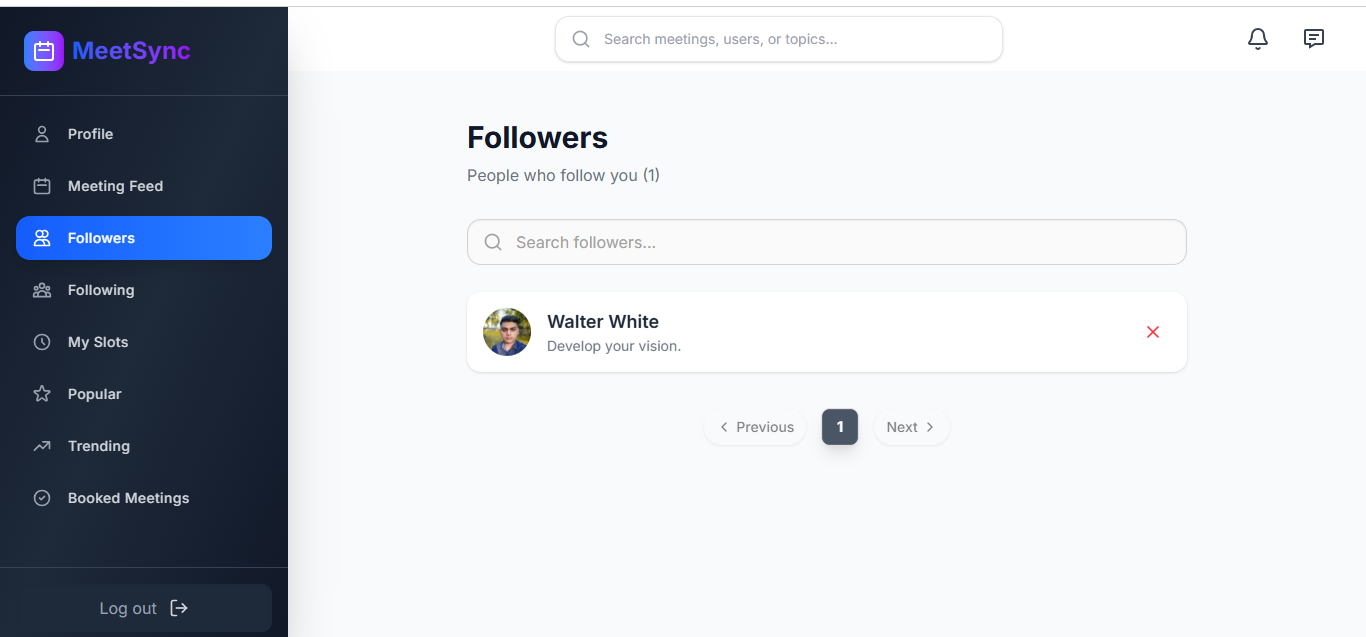 MeetSync
Search meetings, users, or topics...
Profile
Meeting Feed
Followers
Following
My Slots
Popular
Trending
Booked Meetings
Log out
Followers
People who follow you (1)
Search followers...
Walter White
Develop your vision.
Previous 1 Next